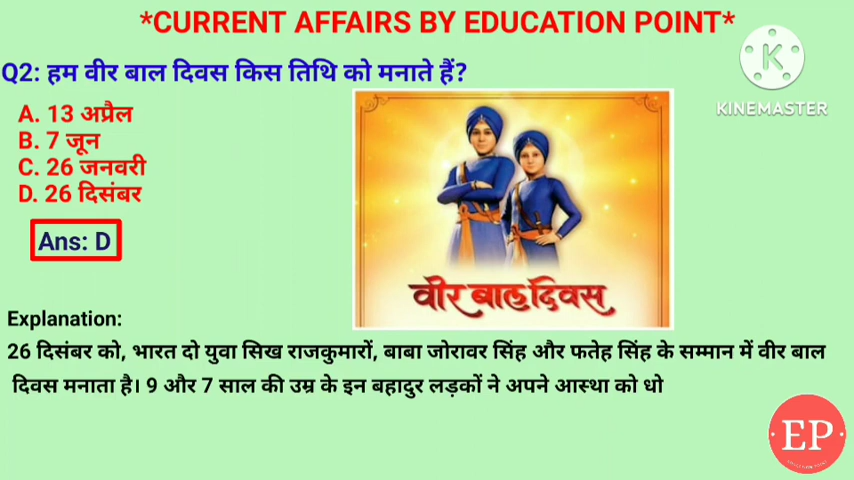 *CURRENT AFFAIRS BY EDUCATION POINT*
Q2: हम वीर बाल दिवस किस तिथि को मनाते हैं?
KINEMASTER
A. 13 अप्रैल
B. 7 जून
C. 26 जनवरी
D. 26 दिसंबर
Ans: D
वीर बाल दिवस
Explanation:
26 दिसंबर को, भारत दो युवा सिख राजकुमारों, बाबा जोरावर सिंह और फतेह सिंह के सम्मान में वीर बाल
दिवस मनाता है। 9 और 7 साल की उम्र के इन बहादुर लड़कों ने अपने आस्था को धो
EP